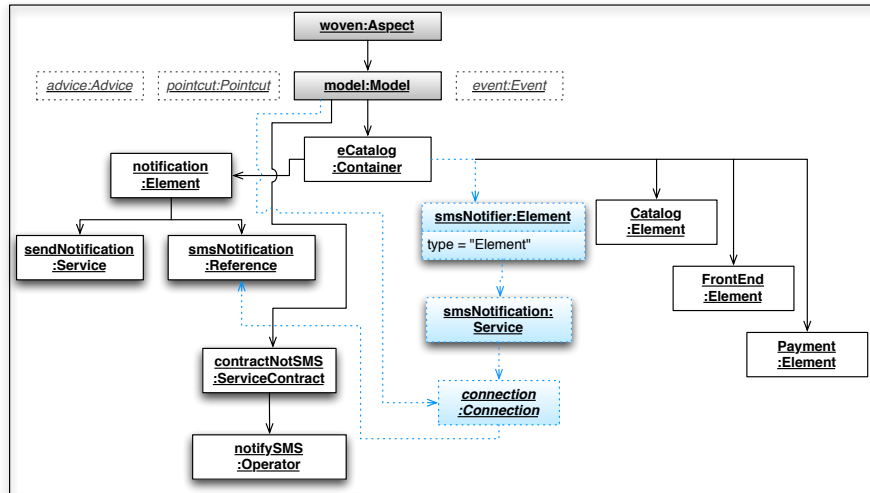 woven:Aspect
advice:Advice
pointcut:Pointcut
model:Model
event:Event
eCatalog
:Container
notification
:Element
smsNotifier:Element
type = "Element"
Catalog
:Element
sendNotification
:Service
smsNotification
:Reference
FrontEnd
:Element
smsNotification:
Service
Payment
:Element
contractNotSMS
:ServiceContract
connection
:Connection
notifySMS
:Operator